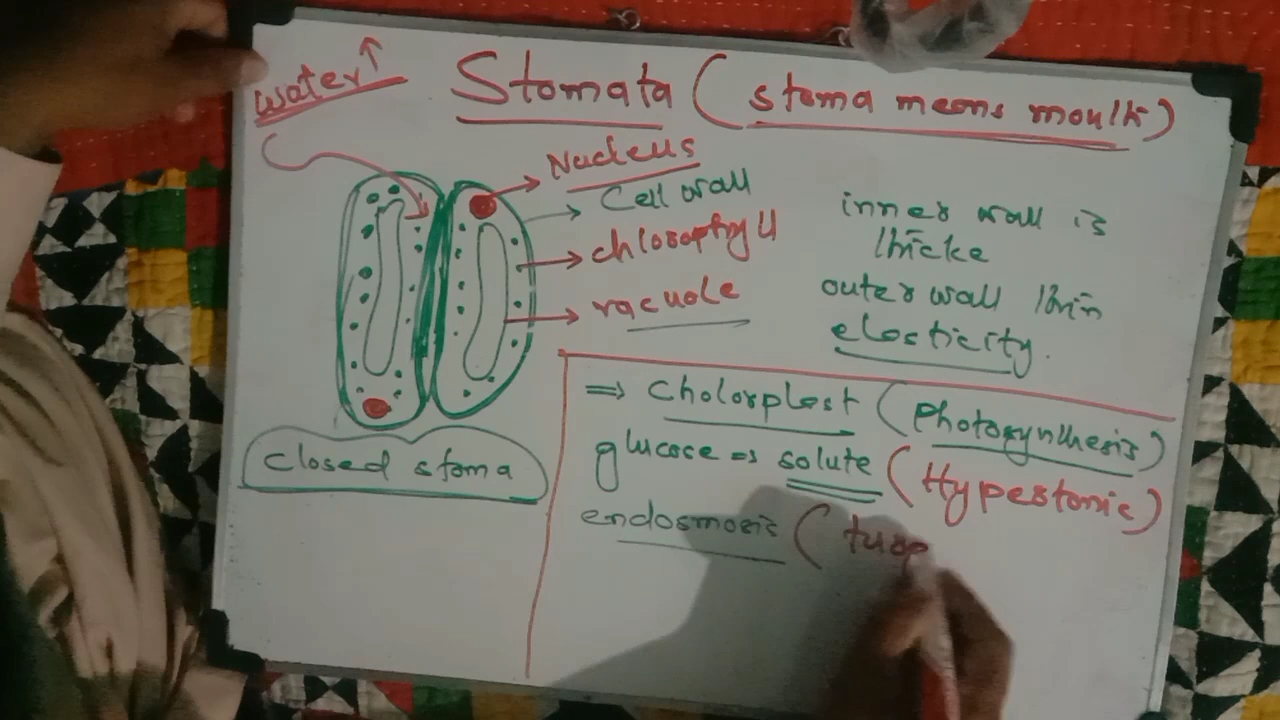 water↑
Stomata (stoma means mouth)
Nucleus
Cell wall
chlorophyll
vacuole
inner wall is
thicke
outer wall thin
elasticity.
closed stoma
⇒ Cholorplast (Photosynthesis)
glucose ⇒ solute (Hypertonic)
endosmosis (turg